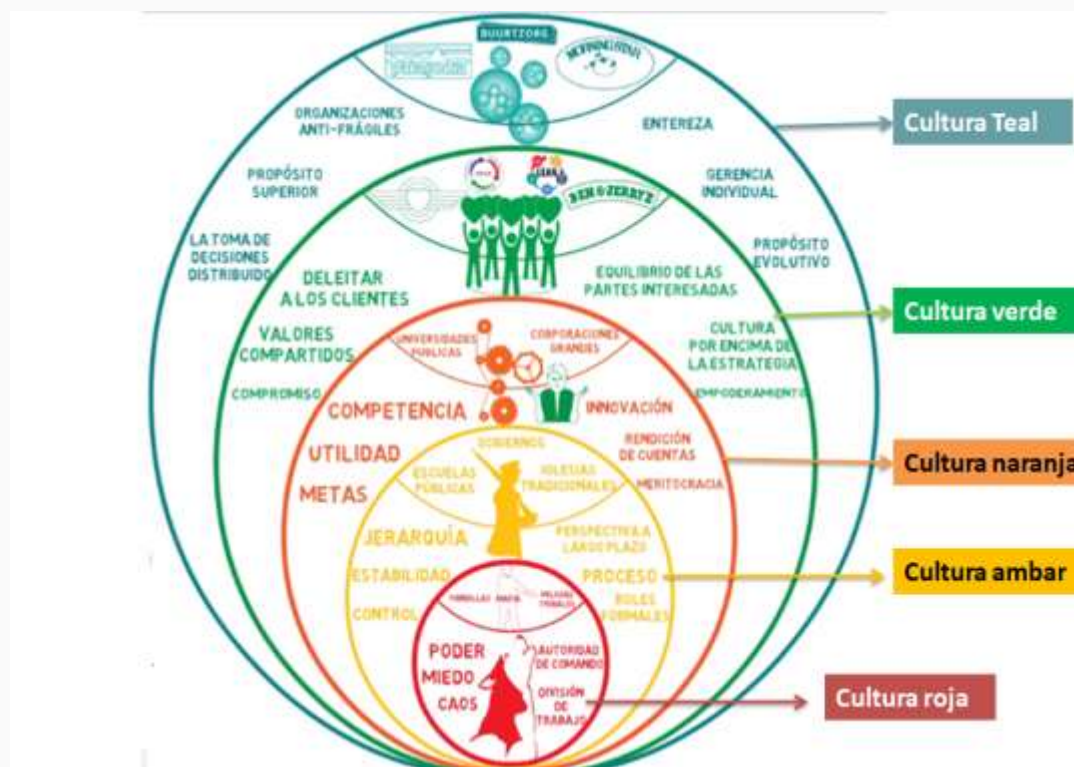 BUURTZORG
patagonia
MORNING STAR
ORGANIZACIONES
ANTI-FRÁGILES
ENTEREZA
Cultura Teal
PROPÓSITO
SUPERIOR
GERENCIA
INDIVIDUAL
BEN & JERRY'S
LA TOMA DE
DECISIONES
DISTRIBUIDO
PROPÓSITO
EVOLUTIVO
DELEITAR
A LOS CLIENTES
EQUILIBRIO DE LAS
PARTES INTERESADAS
Cultura verde
VALORES
COMPARTIDOS
CULTURA
POR ENCIMA DE
LA ESTRATEGIA
COMPROMISO
EMPODERAMIENTO
UNIVERSIDADES
PÚBLICAS
CORPORACIONES
GRANDES
COMPETENCIA
INNOVACIÓN
UTILIDAD
RENDICIÓN
DE CUENTAS
METAS
MERITOCRACIA
Cultura naranja
GOBIERNOS
ESCUELAS
PÚBLICAS
IGLESIAS
TRADICIONALES
JERARQUÍA
PERSPECTIVA A
LARGO PLAZO
ESTABILIDAD
PROCESO
Cultura ambar
CONTROL
ROLES
FORMALES
MAFIA
PODER
AUTORIDAD
DE COMANDO
MIEDO
CAOS
DIVISIÓN
DE
TRABAJO
Cultura roja